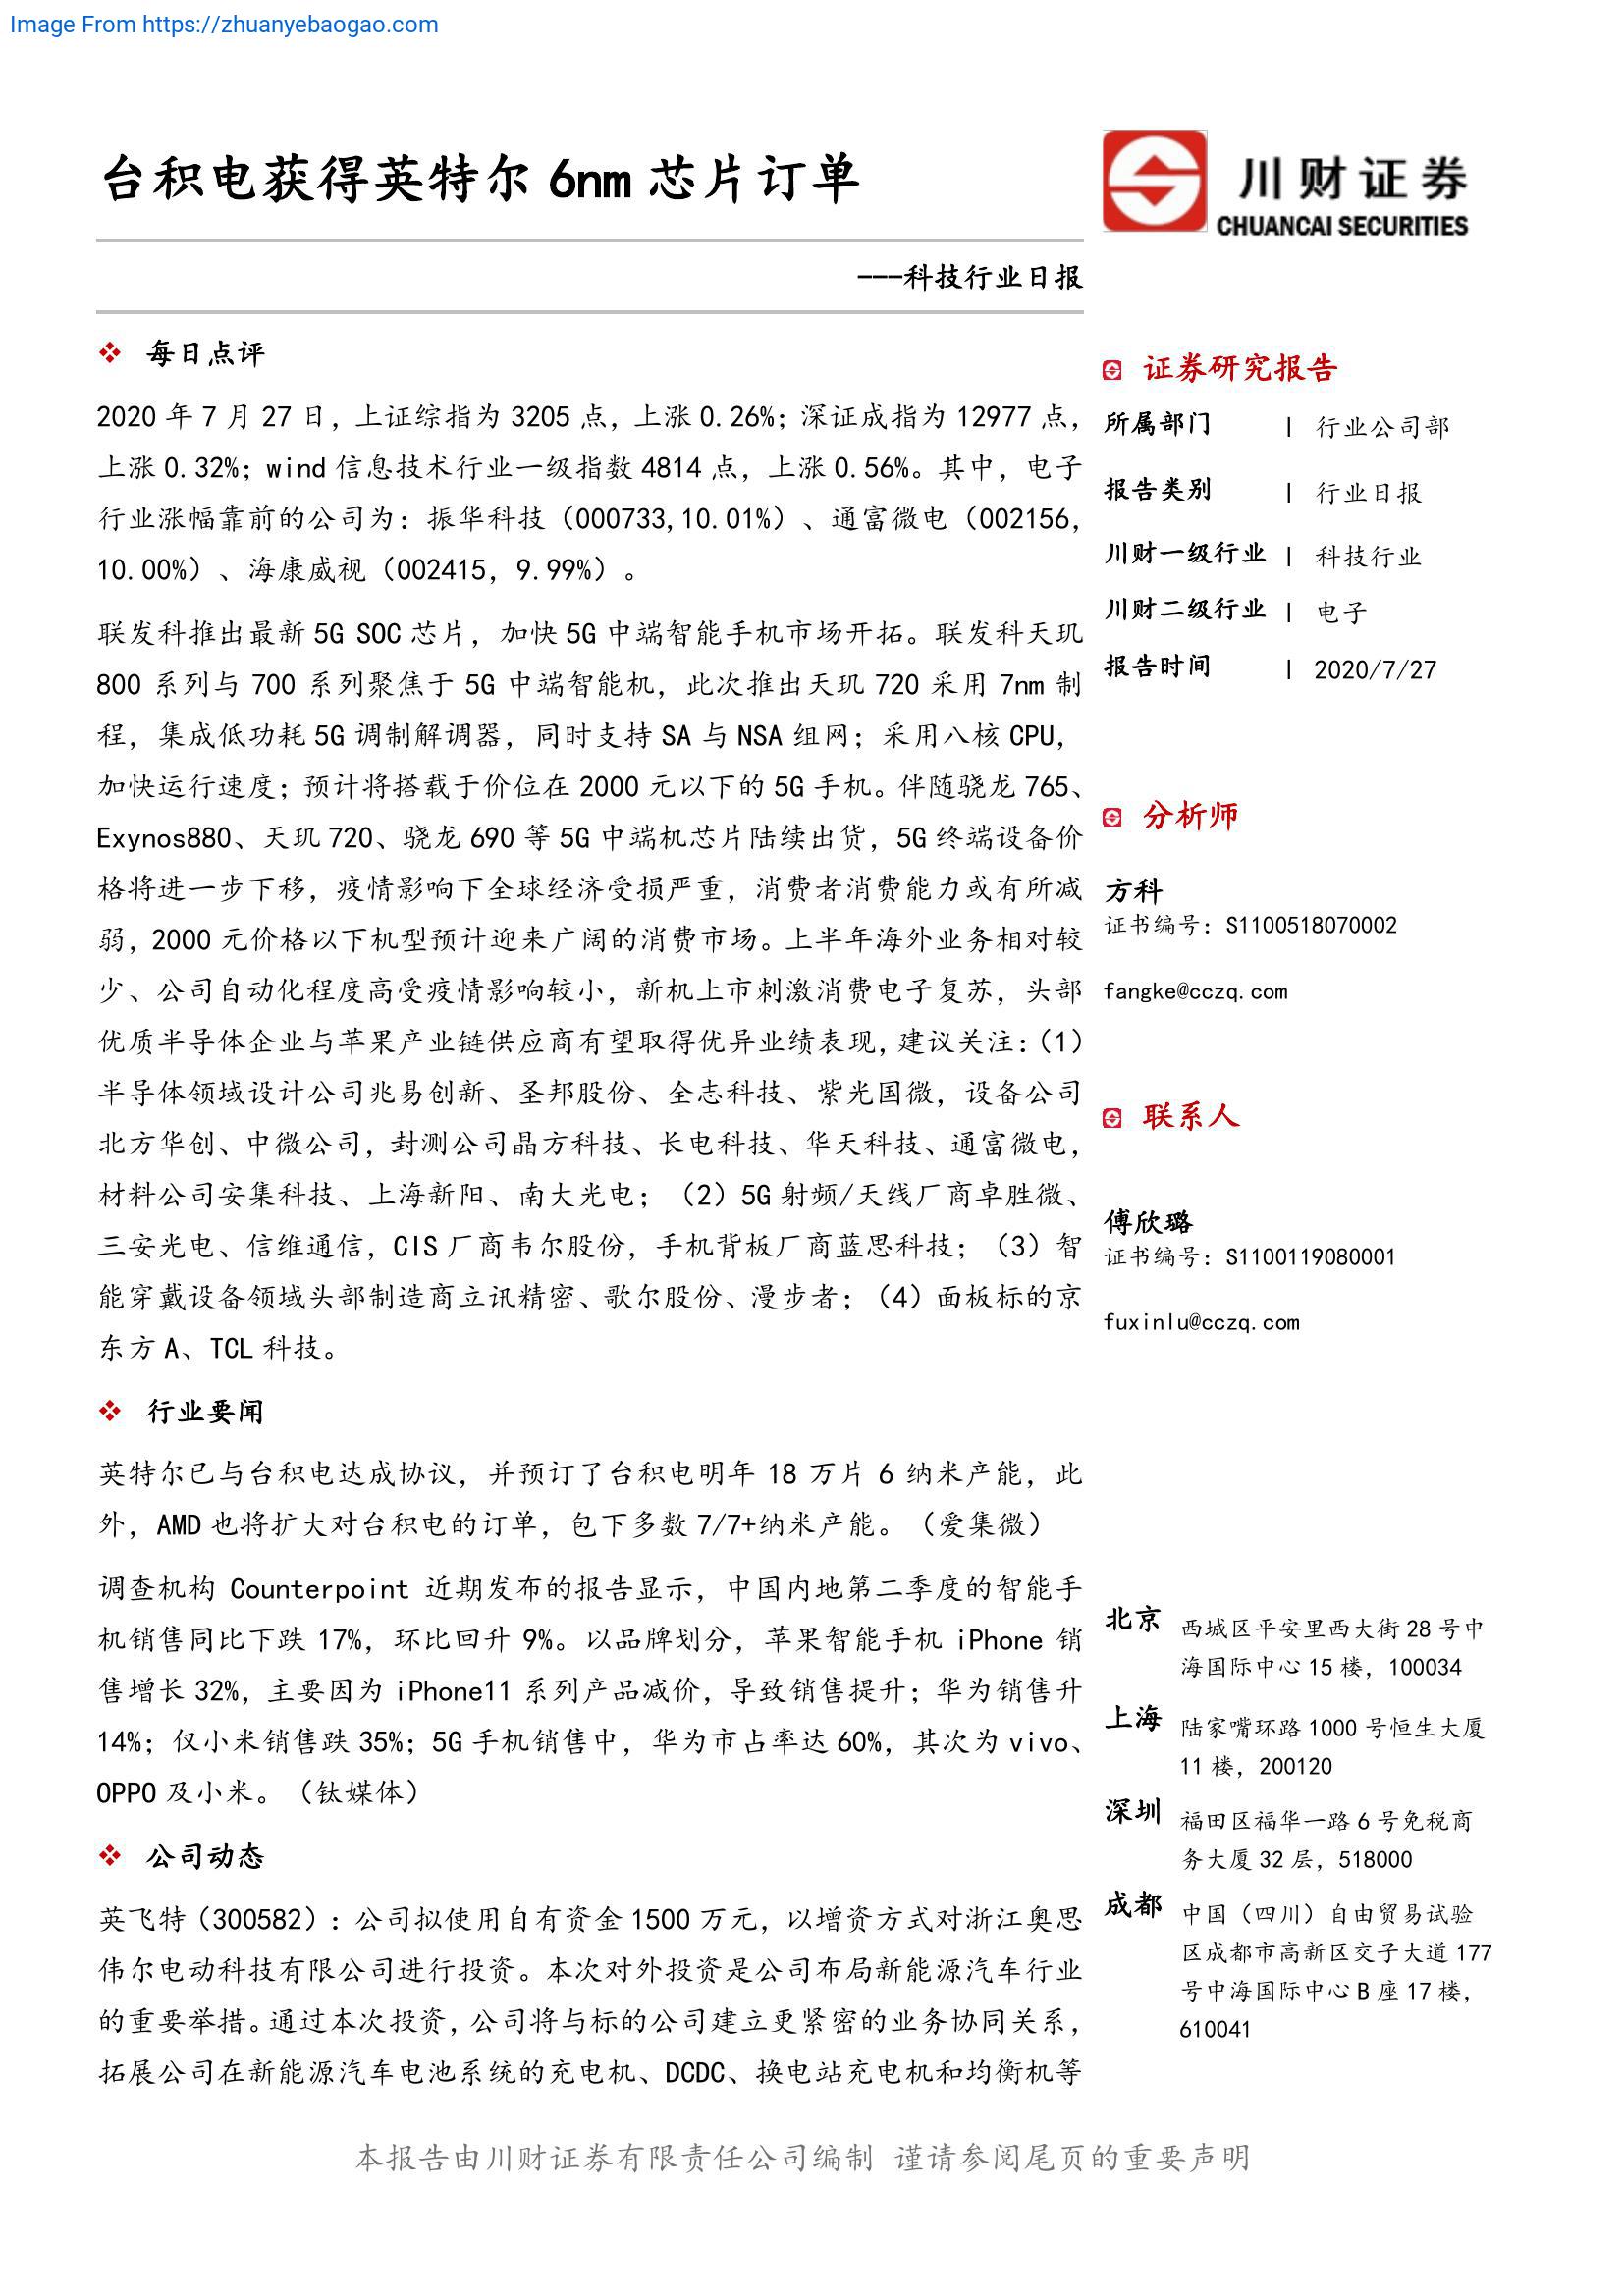 Image From https://zhuanyebaogao.com
台积电获得英特尔 6nm 芯片订单
川财证券
CHUANCAI SECURITIES
---科技行业日报
❖ 每日点评
2020 年 7 月 27 日，上证综指为 3205 点，上涨 0.26%；深证成指为 12977 点，
上涨 0.32%；wind 信息技术行业一级指数 4814 点，上涨 0.56%。其中，电子
行业涨幅靠前的公司为：振华科技（000733,10.01%）、通富微电（002156，
10.00%）、海康威视（002415，9.99%）。
联发科推出最新 5G SOC 芯片，加快 5G 中端智能手机市场开拓。联发科天玑
800 系列与 700 系列聚焦于 5G 中端智能机，此次推出天玑 720 采用 7nm 制
程，集成低功耗 5G 调制解调器，同时支持 SA 与 NSA 组网；采用八核 CPU，
加快运行速度；预计将搭载于价位在 2000 元以下的 5G 手机。伴随骁龙 765、
Exynos880、天玑 720、骁龙 690 等 5G 中端机芯片陆续出货，5G 终端设备价
格将进一步下移，疫情影响下全球经济受损严重，消费者消费能力或有所减
弱，2000 元价格以下机型预计迎来广阔的消费市场。上半年海外业务相对较
少、公司自动化程度高受疫情影响较小，新机上市刺激消费电子复苏，头部
优质半导体企业与苹果产业链供应商有望取得优异业绩表现，建议关注：（1）
半导体领域设计公司兆易创新、圣邦股份、全志科技、紫光国微，设备公司
北方华创、中微公司，封测公司晶方科技、长电科技、华天科技、通富微电，
材料公司安集科技、上海新阳、南大光电；（2）5G 射频/天线厂商卓胜微、
三安光电、信维通信，CIS 厂商韦尔股份，手机背板厂商蓝思科技；（3）智
能穿戴设备领域头部制造商立讯精密、歌尔股份、漫步者；（4）面板标的京
东方 A、TCL 科技。
❖ 行业要闻
英特尔已与台积电达成协议，并预订了台积电明年 18 万片 6 纳米产能，此
外，AMD 也将扩大对台积电的订单，包下多数 7/7+纳米产能。（爱集微）
调查机构 Counterpoint 近期发布的报告显示，中国内地第二季度的智能手
机销售同比下跌 17%，环比回升 9%。以品牌划分，苹果智能手机 iPhone 销
售增长 32%，主要因为 iPhone11 系列产品减价，导致销售提升；华为销售升
14%；仅小米销售跌 35%；5G 手机销售中，华为市占率达 60%，其次为 vivo、
OPPO 及小米。（钛媒体）
❖ 公司动态
英飞特（300582）：公司拟使用自有资金 1500 万元，以增资方式对浙江奥思
伟尔电动科技有限公司进行投资。本次对外投资是公司布局新能源汽车行业
的重要举措。通过本次投资，公司将与标的公司建立更紧密的业务协同关系，
拓展公司在新能源汽车电池系统的充电机、DCDC、换电站充电机和均衡机等
证券研究报告
所属部门 | 行业公司部
报告类别 | 行业日报
川财一级行业 | 科技行业
川财二级行业 | 电子
报告时间 | 2020/7/27
分析师
方科
证书编号：S1100518070002
fangke@cczq.com
联系人
傅欣璐
证书编号：S1100119080001
fuxinlu@cczq.com
北京 西城区平安里西大街 28 号中
海国际中心 15 楼，100034
上海 陆家嘴环路 1000 号恒生大厦
11 楼，200120
深圳 福田区福华一路 6 号免税商
务大厦 32 层，518000
成都 中国（四川）自由贸易试验
区成都市高新区交子大道 177
号中海国际中心 B 座 17 楼，
610041
本报告由川财证券有限责任公司编制 谨请参阅尾页的重要声明